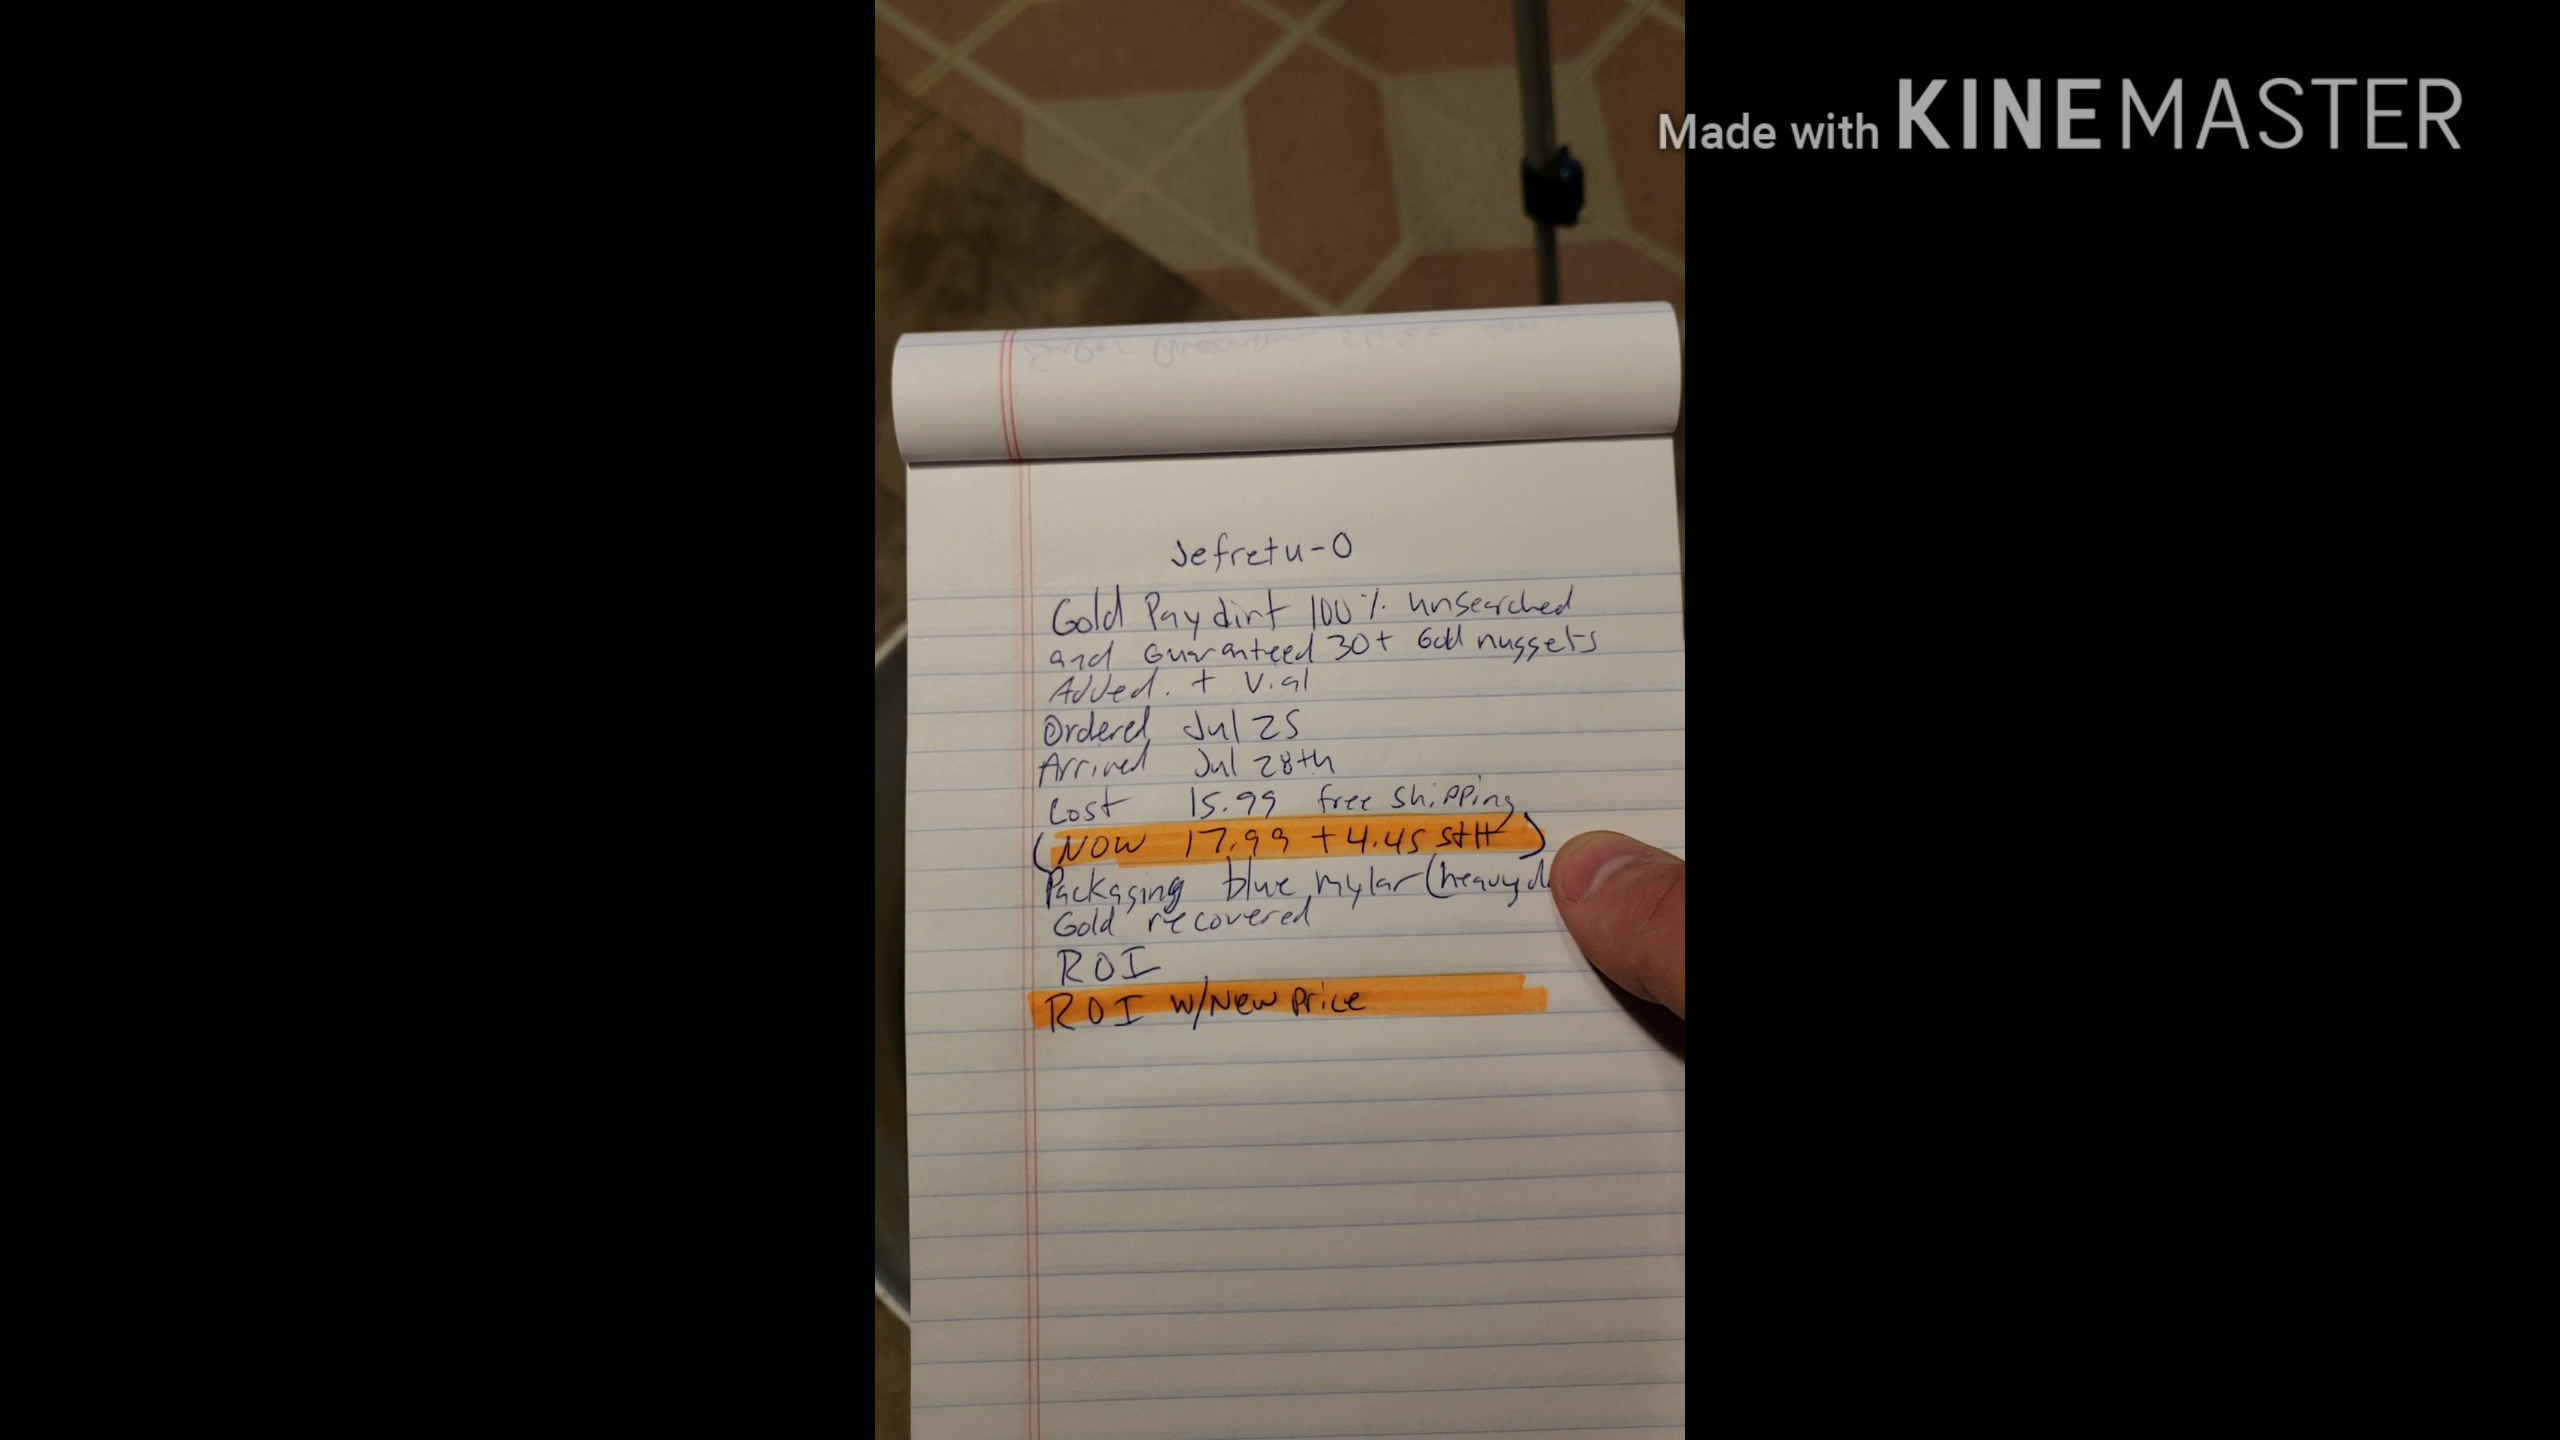 Made with KINEMASTER
Jefretu-O
Gold Paydirt 100% unsearched
and Guaranteed 30+ Gold nuggets
Added. + Vial
Ordered Jul 25
Arrived Jul 28th
Cost 15.99 free shipping
(NOW 17.99 + 4.45 S+H)
Packaging blue mylar (heavy d
Gold recovered
ROI
ROI w/New price